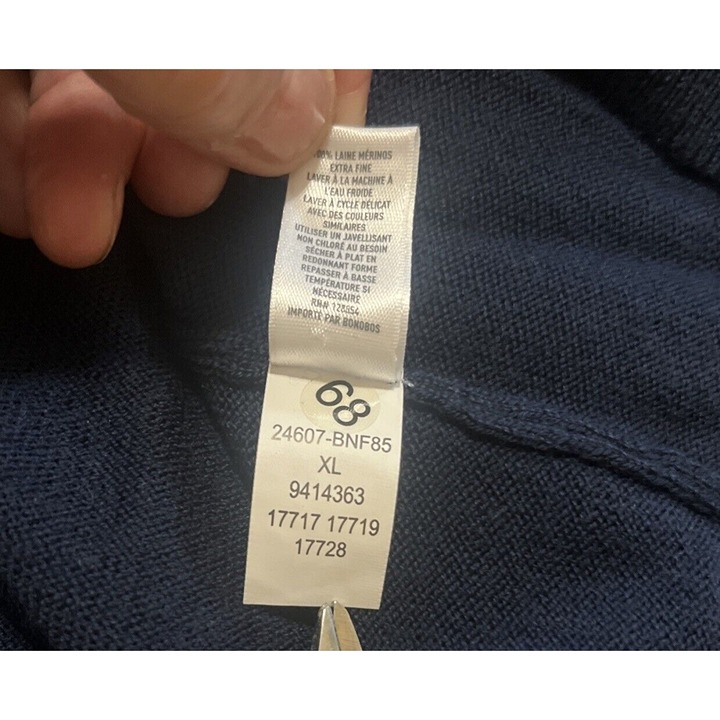 100% LAINE MÉRINOS
EXTRA FINE
LAVER À LA MACHINE À
L'EAU FROIDE
LAVER À CYCLE DÉLICAT
AVEC DES COULEURS
SIMILAIRES
UTILISER UN JAVELLISANT
NON CHLORÉ AU BESOIN
SÉCHER À PLAT EN
REDONNANT FORME
REPASSER À BASSE
TEMPÉRATURE SI
NÉCESSAIRE
RN#
IMPORTÉ PAR BONOBOS
68
24607-BNF85
XL
9414363
17717 17719
17728